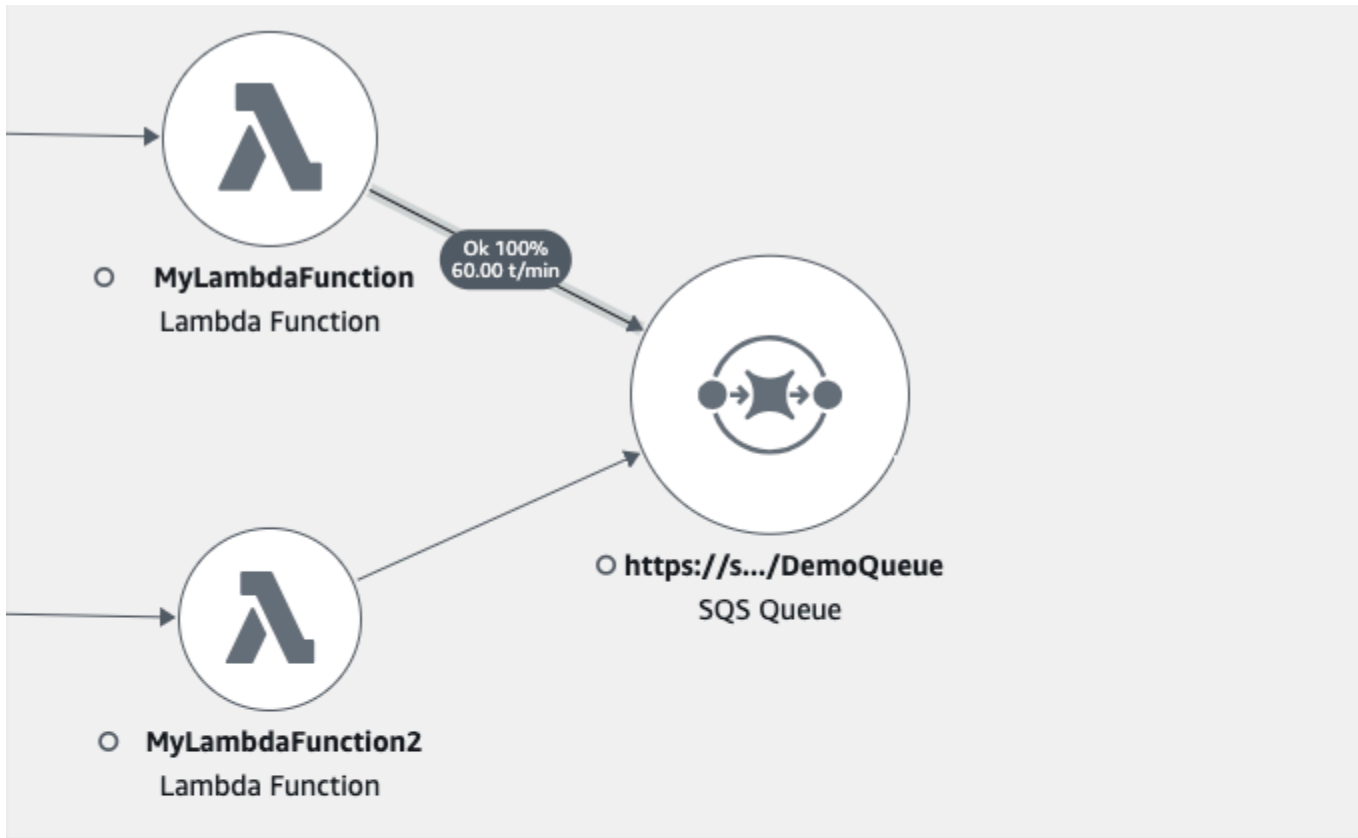 Ok 100%
60.00 t/min
MyLambdaFunction
Lambda Function
https://s.../DemoQueue
SQS Queue
MyLambdaFunction2
Lambda Function